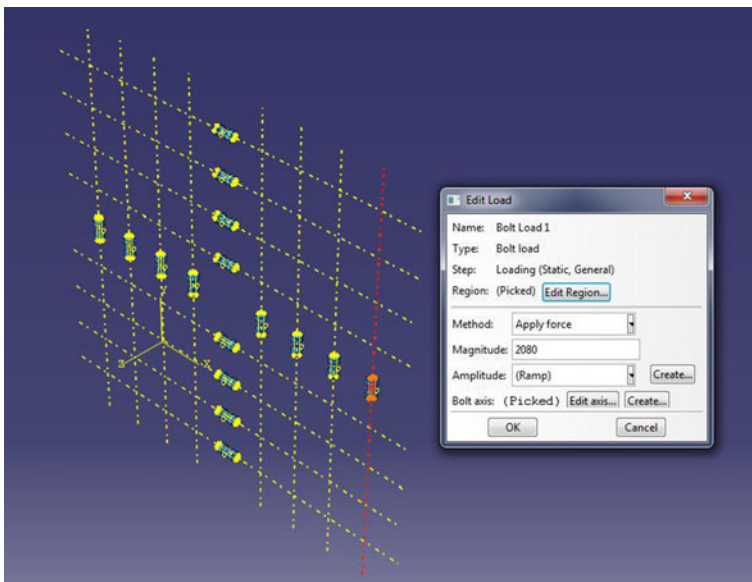 Edit Load
Name: Bolt Load 1
Type: Bolt load
Step: Loading (Static, General)
Region: (Picked) Edit Region...
Method: Apply force
Magnitude: 2080
Amplitude: (Ramp) Create...
Bolt axis: (Picked) Edit axis... Create...
OK Cancel